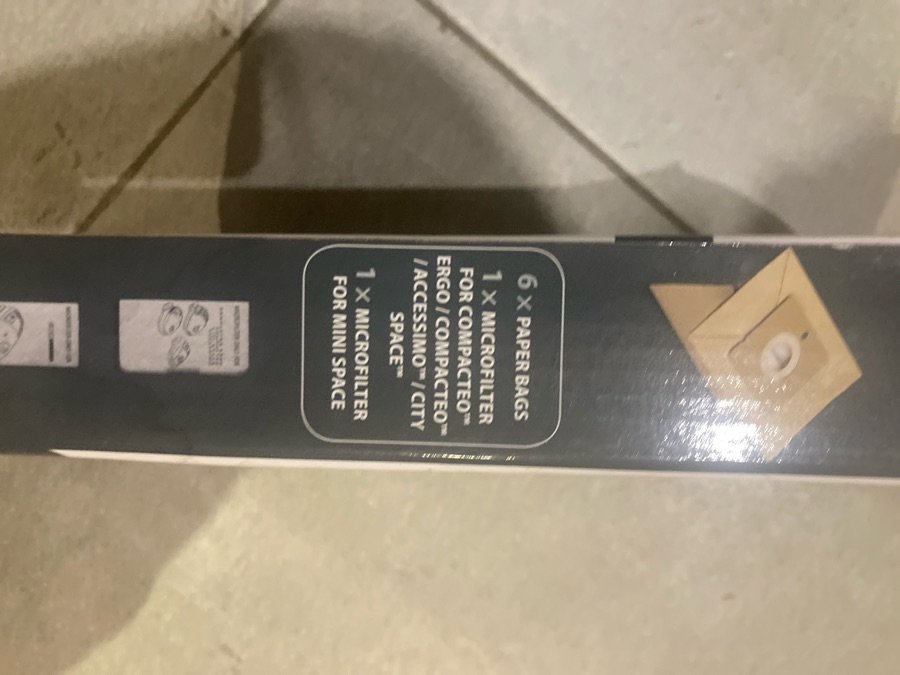 6 x PAPER BAGS
1 x MICROFILTER
FOR COMPACTEO™
ERGO / COMPACTEO™
/ ACCESSIMO™ / CITY
SPACE™
1 x MICROFILTER
FOR MINI SPACE